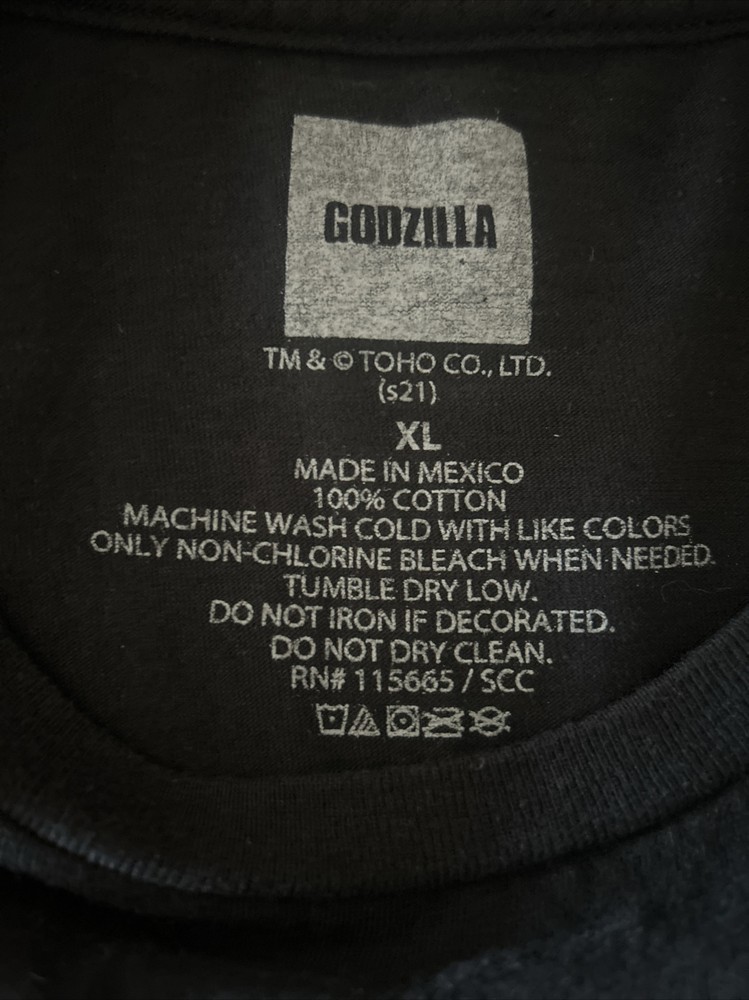 GODZILLA
TM & © TOHO CO., LTD.
(s21)
XL
MADE IN MEXICO
100% COTTON
MACHINE WASH COLD WITH LIKE COLORS
ONLY NON-CHLORINE BLEACH WHEN NEEDED.
TUMBLE DRY LOW.
DO NOT IRON IF DECORATED.
DO NOT DRY CLEAN.
RN# 115665 / SCC